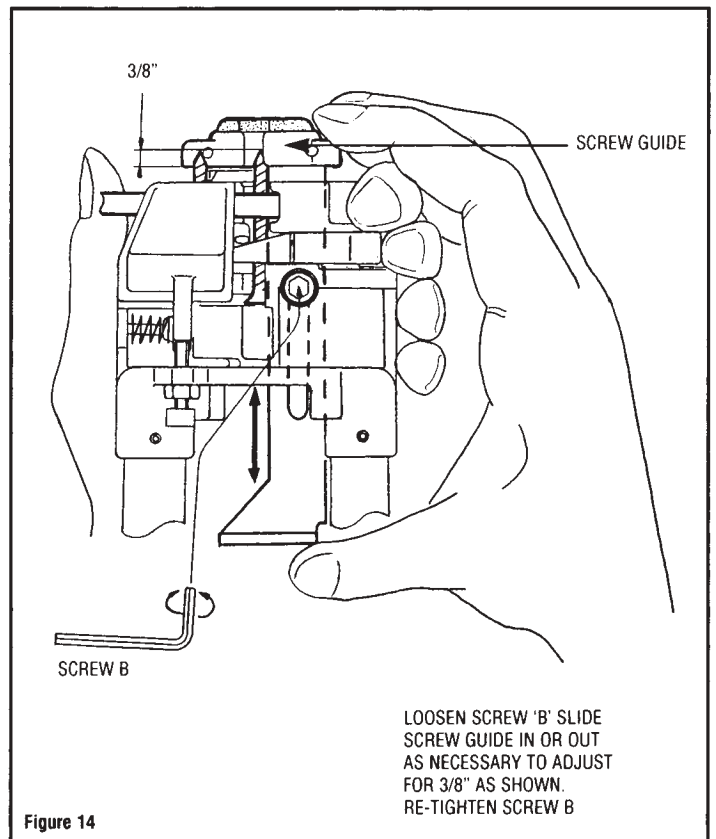 3/8"
SCREW GUIDE
SCREW B
LOOSEN SCREW 'B' SLIDE
SCREW GUIDE IN OR OUT
AS NECESSARY TO ADJUST
FOR 3/8" AS SHOWN.
RE-TIGHTEN SCREW B
Figure 14